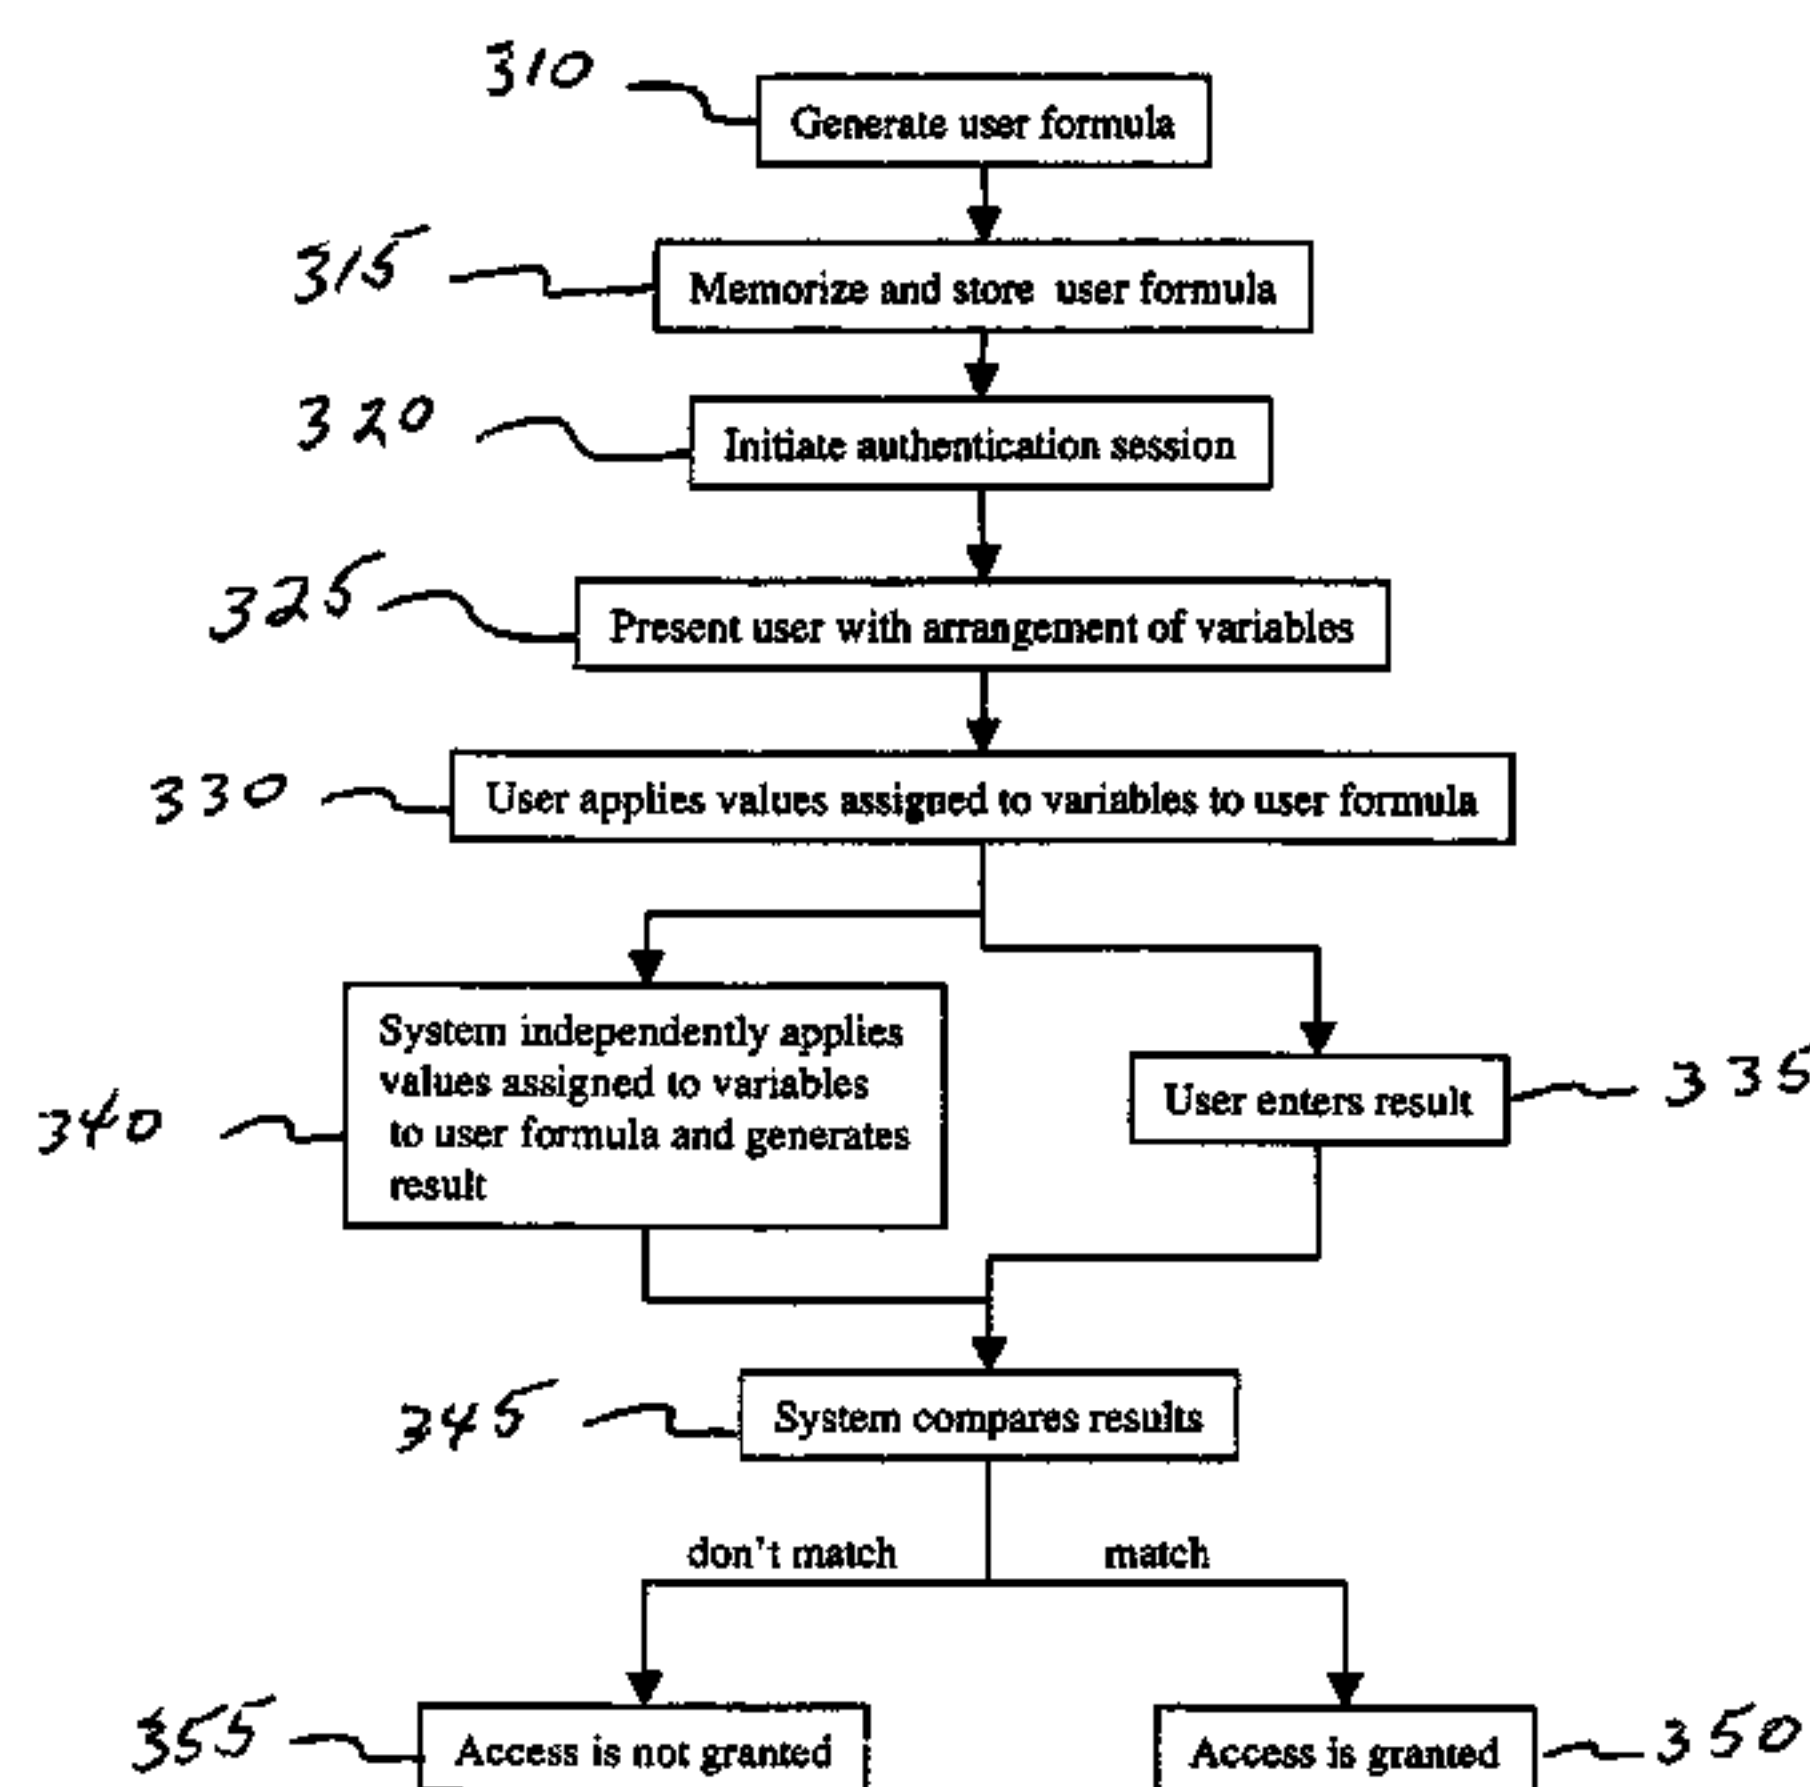 310
Generate user formula
315
Memorize and store user formula
320
Initiate authentication session
325
Present user with arrangement of variables
330
User applies values assigned to variables to user formula
340
System independently applies
values assigned to variables
to user formula and generates
result
User enters result
335
345
System compares results
don't match
match
355
Access is not granted
Access is granted
350